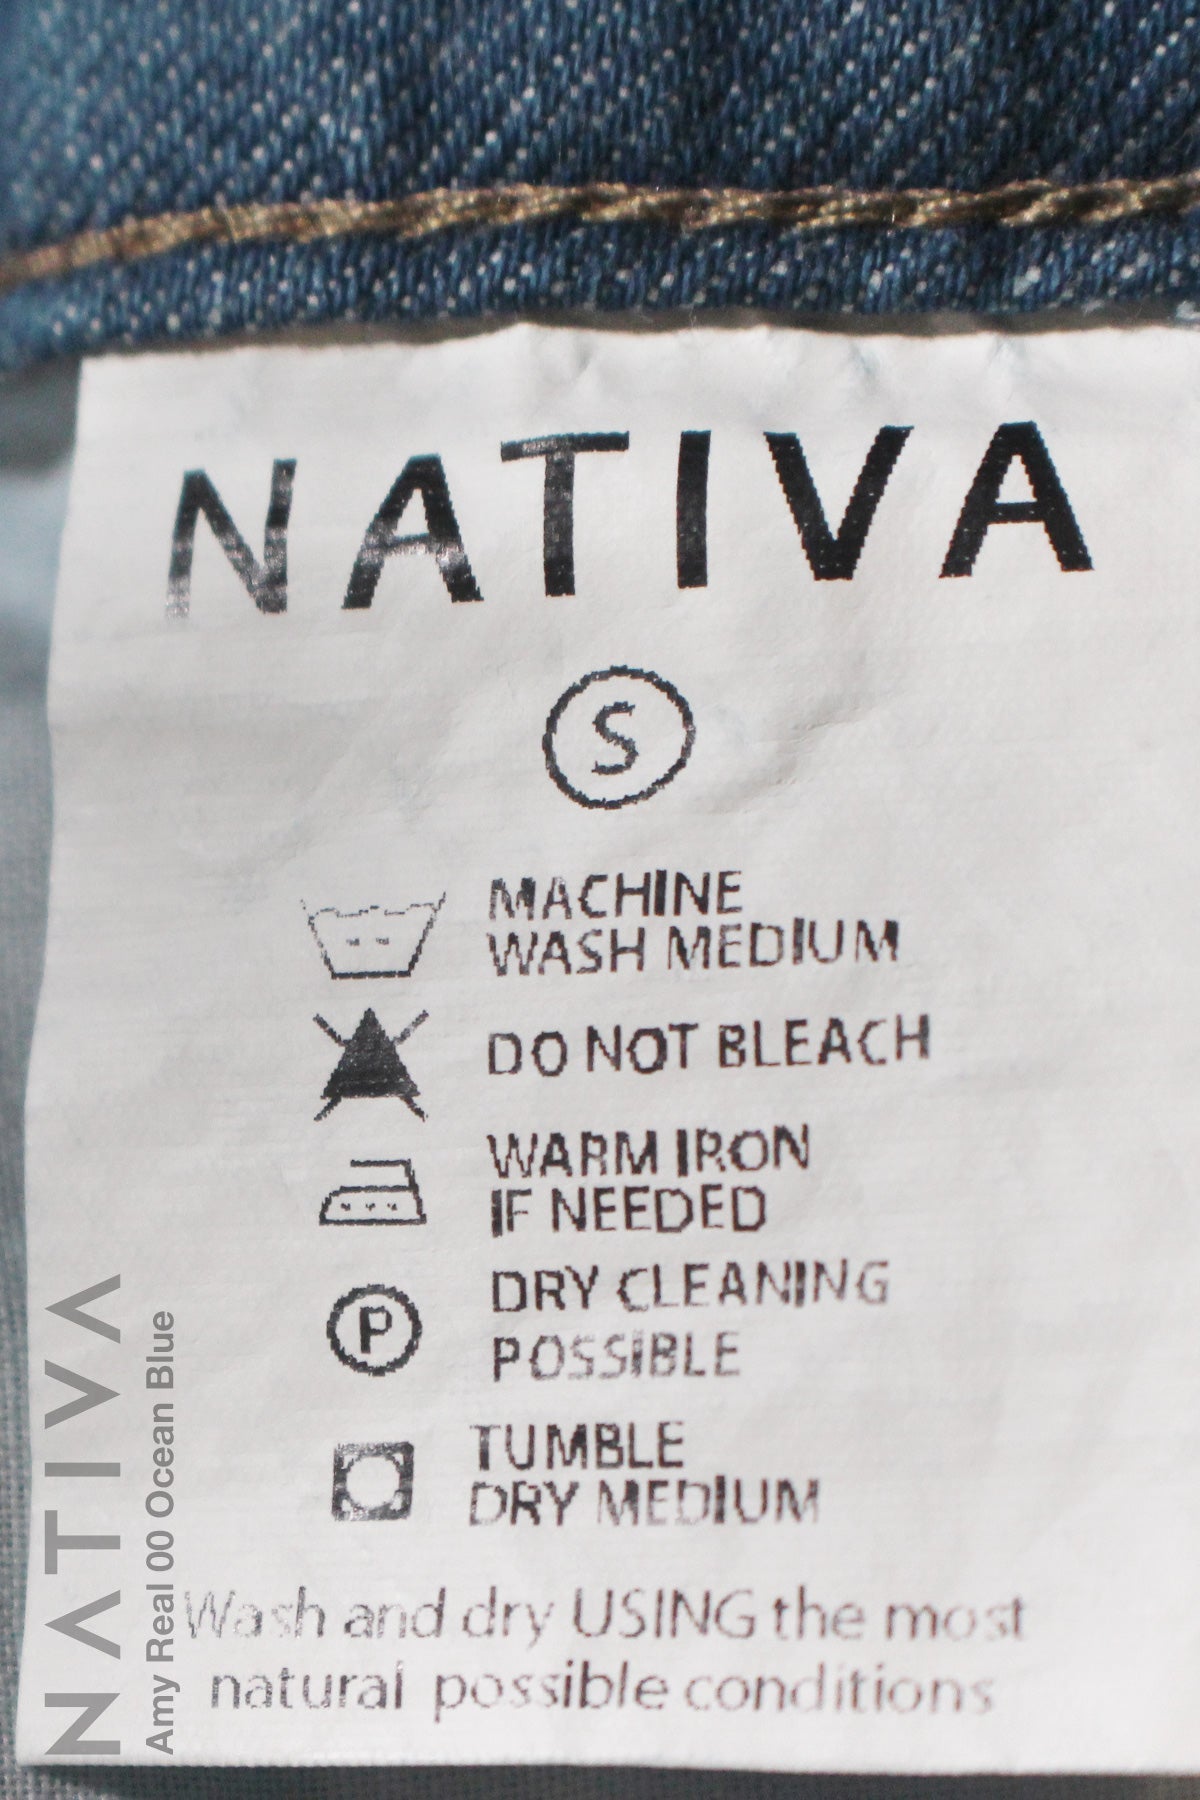 NATIVA
S
MACHINE
WASH MEDIUM
DO NOT BLEACH
WARM IRON
IF NEEDED
P
DRY CLEANING
POSSIBLE
TUMBLE
DRY MEDIUM
Wash and dry USING the most
natural possible conditions
NATIVA
Amy Real 00 Ocean Blue